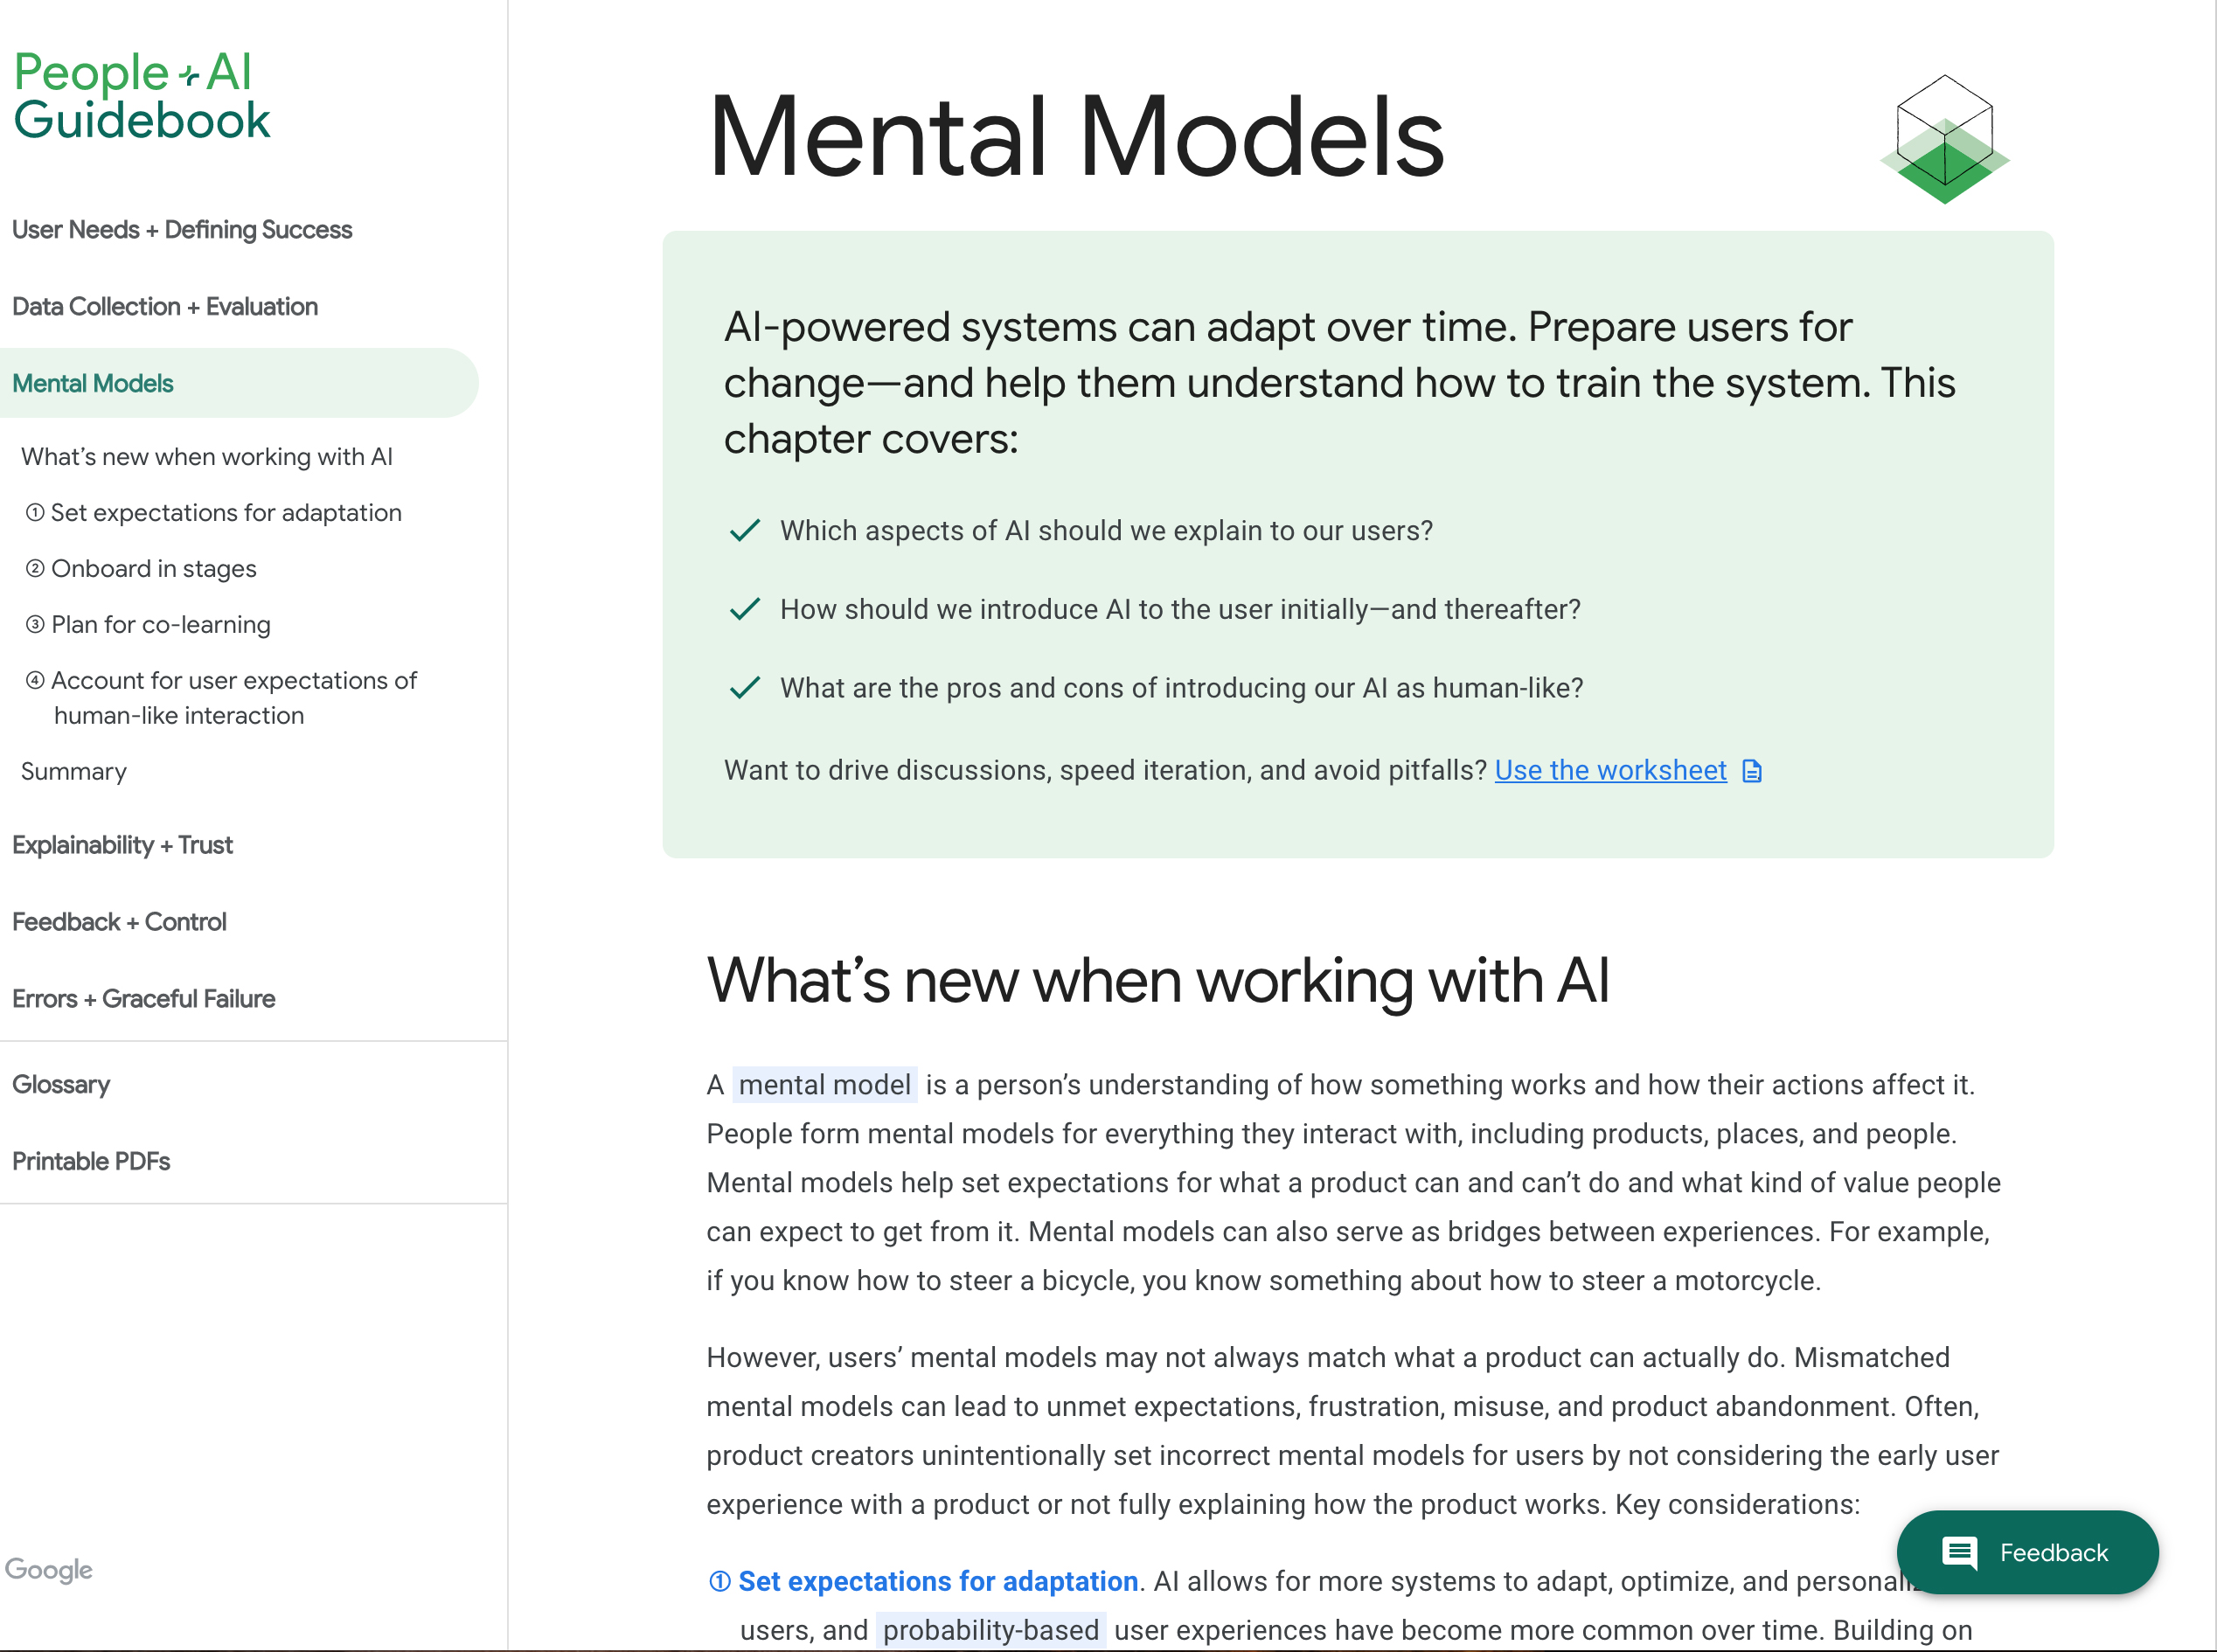 People + AI
Guidebook
User Needs + Defining Success
Data Collection + Evaluation
Mental Models
What’s new when working with AI
① Set expectations for adaptation
② Onboard in stages
③ Plan for co-learning
④ Account for user expectations of
human-like interaction
Summary
Explainability + Trust
Feedback + Control
Errors + Graceful Failure
Glossary
Printable PDFs
Google
Mental Models
AI-powered systems can adapt over time. Prepare users for
change—and help them understand how to train the system. This
chapter covers:
Which aspects of AI should we explain to our users?
How should we introduce AI to the user initially—and thereafter?
What are the pros and cons of introducing our AI as human-like?
Want to drive discussions, speed iteration, and avoid pitfalls? Use the worksheet
What’s new when working with AI
A mental model is a person’s understanding of how something works and how their actions affect it.
People form mental models for everything they interact with, including products, places, and people.
Mental models help set expectations for what a product can and can’t do and what kind of value people
can expect to get from it. Mental models can also serve as bridges between experiences. For example,
if you know how to steer a bicycle, you know something about how to steer a motorcycle.
However, users’ mental models may not always match what a product can actually do. Mismatched
mental models can lead to unmet expectations, frustration, misuse, and product abandonment. Often,
product creators unintentionally set incorrect mental models for users by not considering the early user
experience with a product or not fully explaining how the product works. Key considerations:
① Set expectations for adaptation. AI allows for more systems to adapt, optimize, and
users, and probability-based user experiences have become more common over time. Building on
Feedback